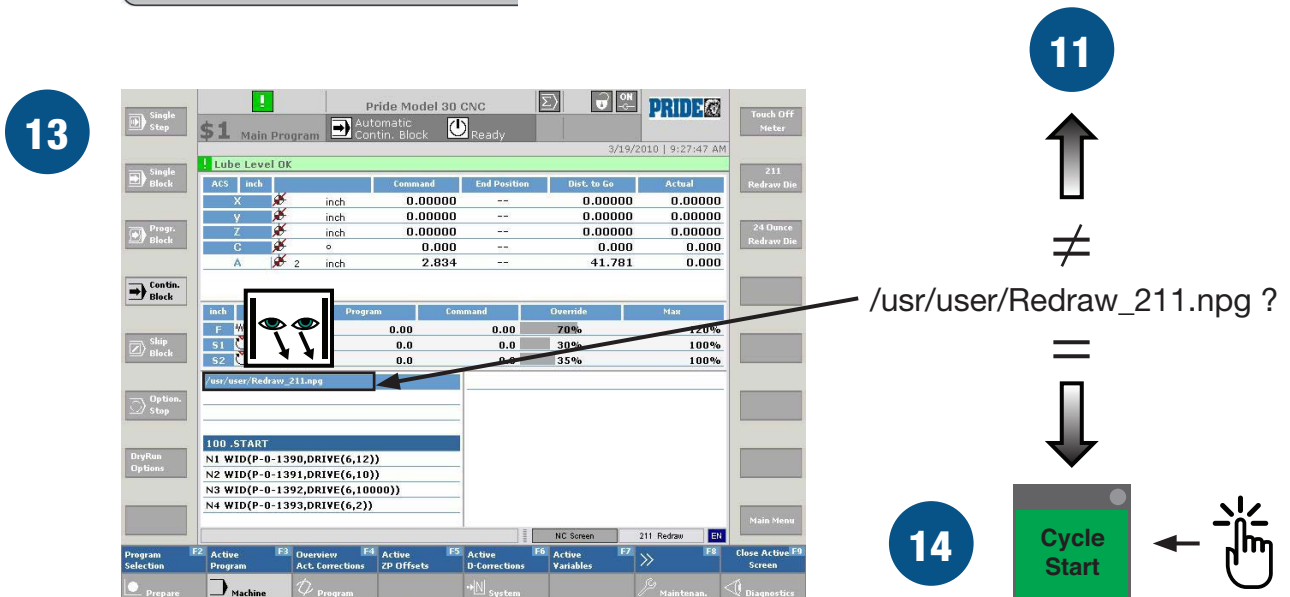 11
13
Pride Model 30 CNC
PRIDE
ON
$1 Main Program
Automatic
Contin. Block
Ready
3/19/2010 | 9:27:47 AM
! Lube Level OK
Single
Step
Single
Block
Progr.
Block
Contin.
Block
Skip
Block
Option.
Stop
DryRun
Options
Touch Off
Meter
211
Redraw Die
24 Ounce
Redraw Die
Main Menu
ACS inch Command End Position Dist. to Go Actual
X inch 0.00000 -- 0.00000 0.00000
y inch 0.00000 -- 0.00000 0.00000
Z inch 0.00000 -- 0.00000 0.00000
C ° 0.000 -- 0.000 0.000
A 2 inch 2.834 -- 41.781 0.000
inch Program Command Override Max
F 0.00 0.00 70% 120%
S1 0.0 0.0 30% 100%
S2 0.0 0.0 35% 100%
/usr/user/Redraw_211.npg
100 .START
N1 WID(P-0-1390,DRIVE(6,12))
N2 WID(P-0-1391,DRIVE(6,10))
N3 WID(P-0-1392,DRIVE(6,10000))
N4 WID(P-0-1393,DRIVE(6,2))
NC Screen 211 Redraw EN
Program
Selection
F2 Active
Program
F3 Overview
Act. Corrections
F4 Active
ZP Offsets
F5 Active
D-Corrections
F6 Active
Variables
F7 >>
F8 Close Active
Screen
F9
Prepare
Machine
Program
System
Maintenan.
Diagnostics
≠
/usr/user/Redraw_211.npg ?
=
14
Cycle
Start